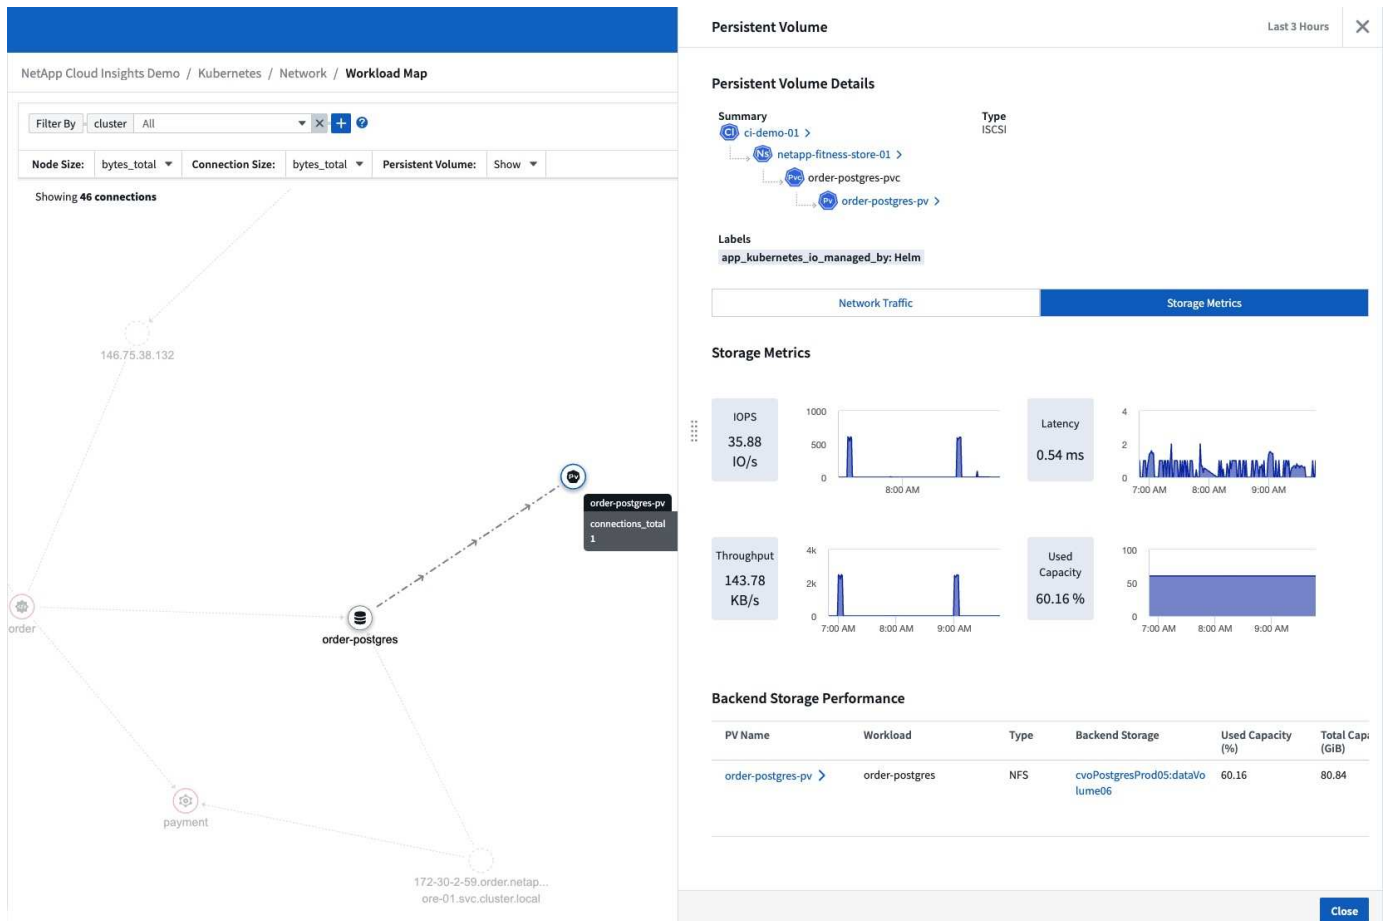 Persistent Volume
Last 3 Hours
NetApp Cloud Insights Demo / Kubernetes / Network / Workload Map
Filter By cluster All
Node Size: bytes_total Connection Size: bytes_total Persistent Volume: Show
Showing 46 connections
146.75.38.132
order-postgres-pv
connections_total
1
order
order-postgres
payment
172-30-2-59.order.netap...
ore-01.svc.cluster.local
Persistent Volume Details
Summary
Type
CI ci-demo-01
ISCSI
Ns netapp-fitness-store-01
Pvc order-postgres-pvc
Pv order-postgres-pv
Labels
app_kubernetes_io_managed_by: Helm
Network Traffic
Storage Metrics
Storage Metrics
IOPS
35.88
IO/s
1000
500
0
8:00 AM
Latency
0.54 ms
4
2
0
7:00 AM 8:00 AM 9:00 AM
Throughput
143.78
KB/s
4k
2k
0
7:00 AM 8:00 AM 9:00 AM
Used
Capacity
60.16 %
100
50
0
7:00 AM 8:00 AM 9:00 AM
Backend Storage Performance
PV Name Workload Type Backend Storage Used Capacity (%) Total Capa (GiB)
order-postgres-pv order-postgres NFS cvoPostgresProd05:dataVo 60.16 80.84
lume06
Close